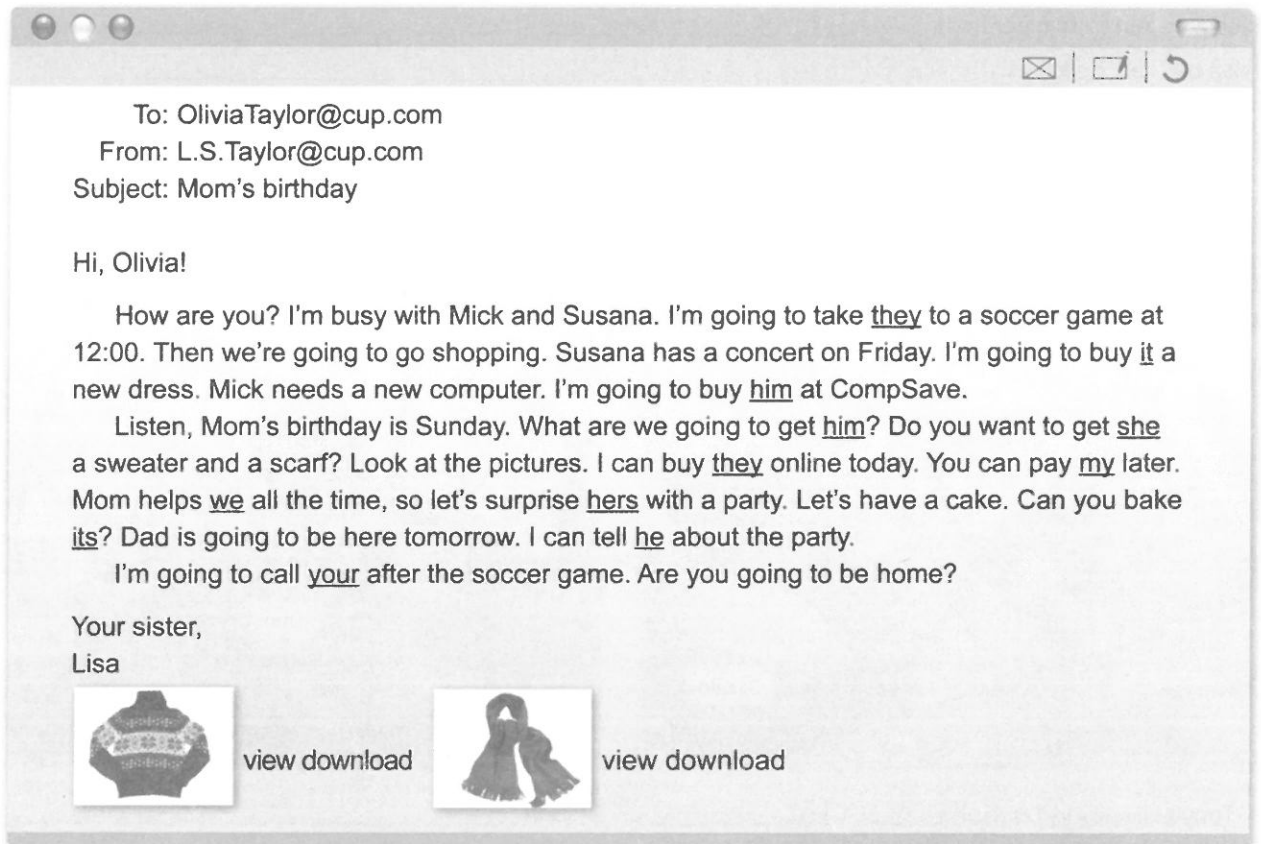 To: OliviaTaylor@cup.com
From: L.S.Taylor@cup.com
Subject: Mom's birthday
Hi, Olivia!
How are you? I'm busy with Mick and Susana. I'm going to take they to a soccer game at
12:00. Then we're going to go shopping. Susana has a concert on Friday. I'm going to buy it a
new dress. Mick needs a new computer. I'm going to buy him at CompSave.
Listen, Mom's birthday is Sunday. What are we going to get him? Do you want to get she
a sweater and a scarf? Look at the pictures. I can buy they online today. You can pay my later.
Mom helps we all the time, so let's surprise hers with a party. Let's have a cake. Can you bake
its? Dad is going to be here tomorrow. I can tell he about the party.
I'm going to call your after the soccer game. Are you going to be home?
Your sister,
Lisa
view download view download